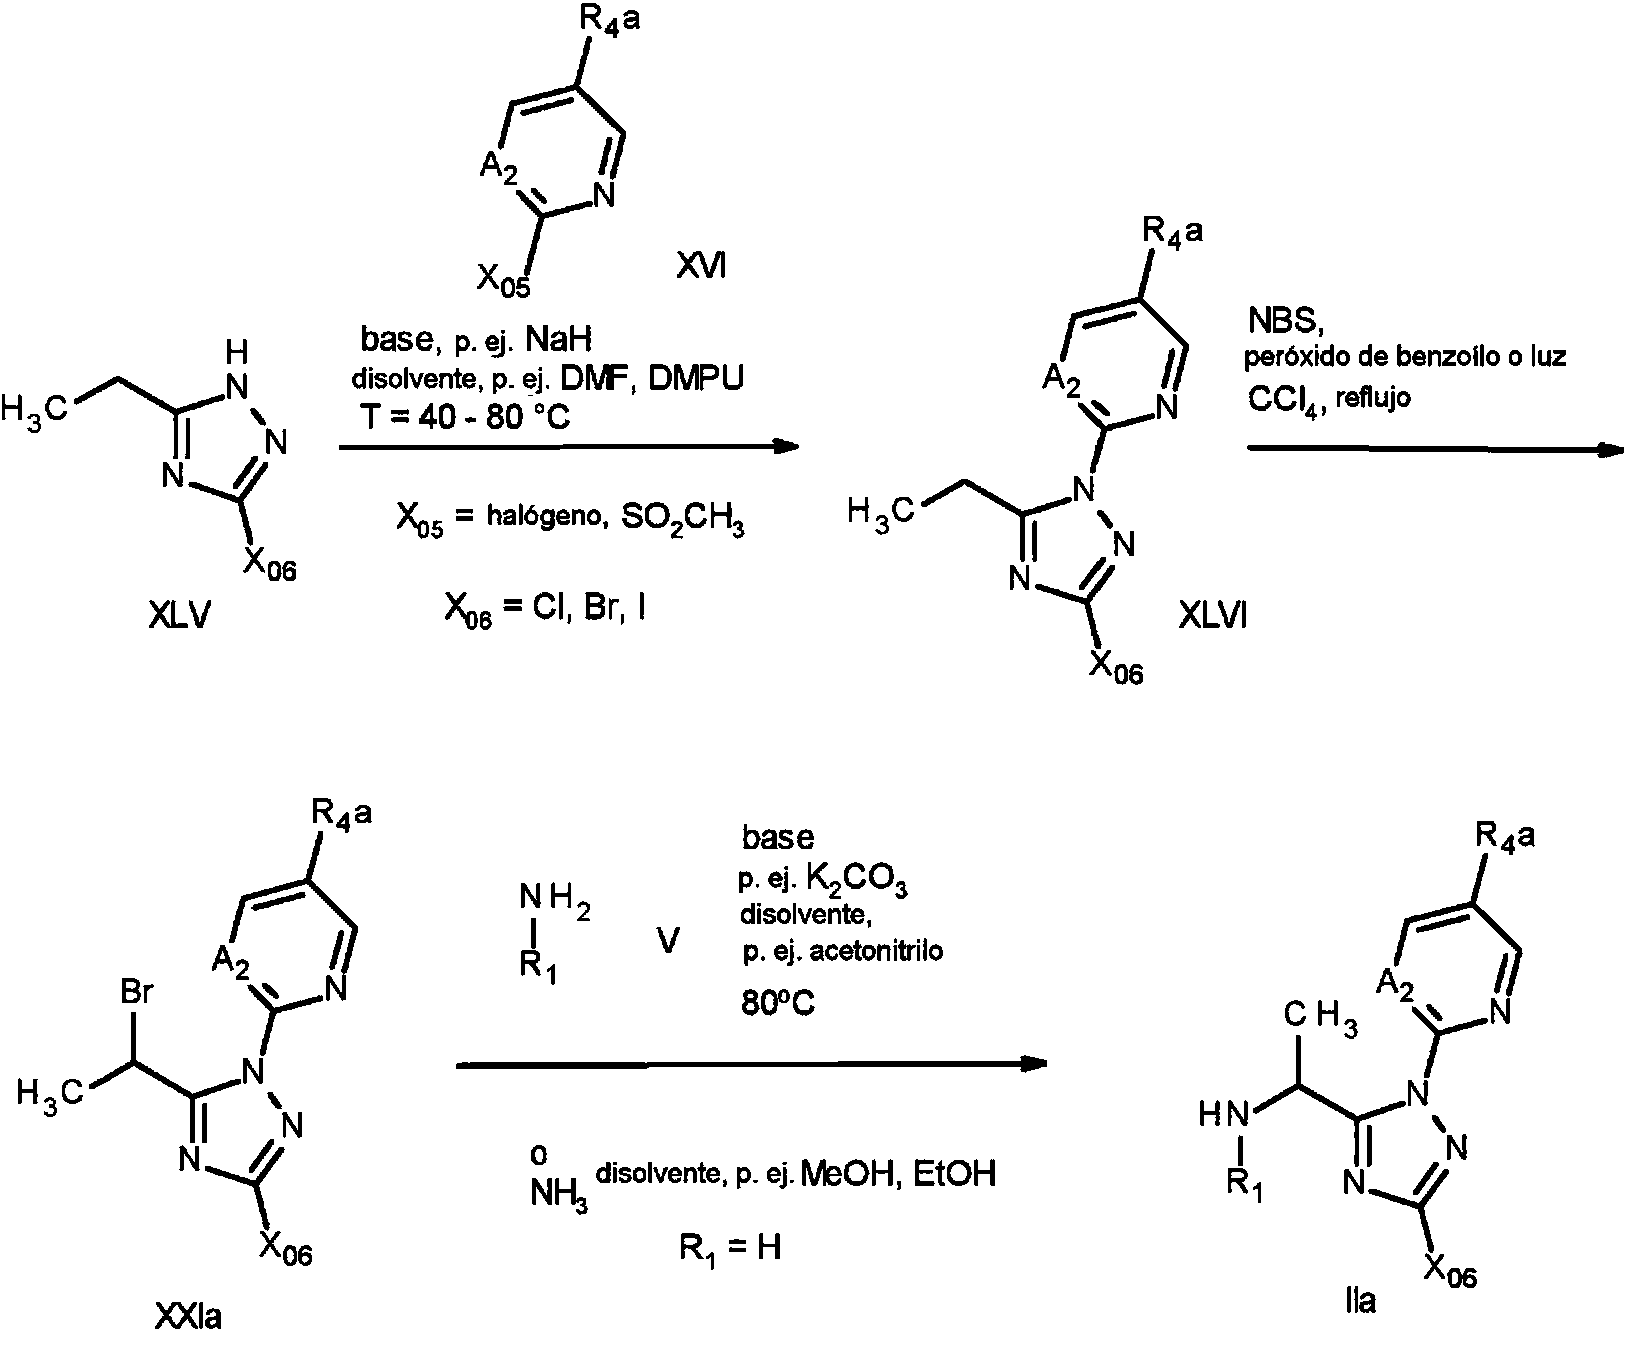 R4a
A2
N
X05
XVI
base, p. ej. NaH
disolvente, p. ej. DMF, DMPU
T = 40 - 80 °C
X05 = halógeno, SO2CH3
X06 = Cl, Br, I
H3C
H
N
N
N
X06
XLV
R4a
A2
N
H3C
N
N
N
X06
XLVI
NBS,
peróxido de benzoílo o luz
CCl4, reflujo
R4a
A2
N
Br
H3C
N
N
N
X06
XXIa
NH2
R1
V
base
p. ej. K2CO3
disolvente,
p. ej. acetonitrilo
80ºC
o
NH3 disolvente, p. ej. MeOH, EtOH
R1 = H
R4a
A2
N
CH3
HN
R1
N
N
N
X06
IIa